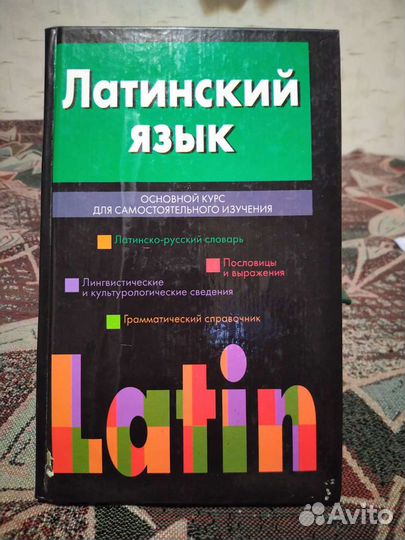 Латинский
язык
ОСНОВНОЙ КУРС
ДЛЯ САМОСТОЯТЕЛЬНОГО ИЗУЧЕНИЯ
Латинско-русский словарь
Пословицы
и выражения
Лингвистические
и культурологические сведения
Грамматический справочник
Latin
Avito